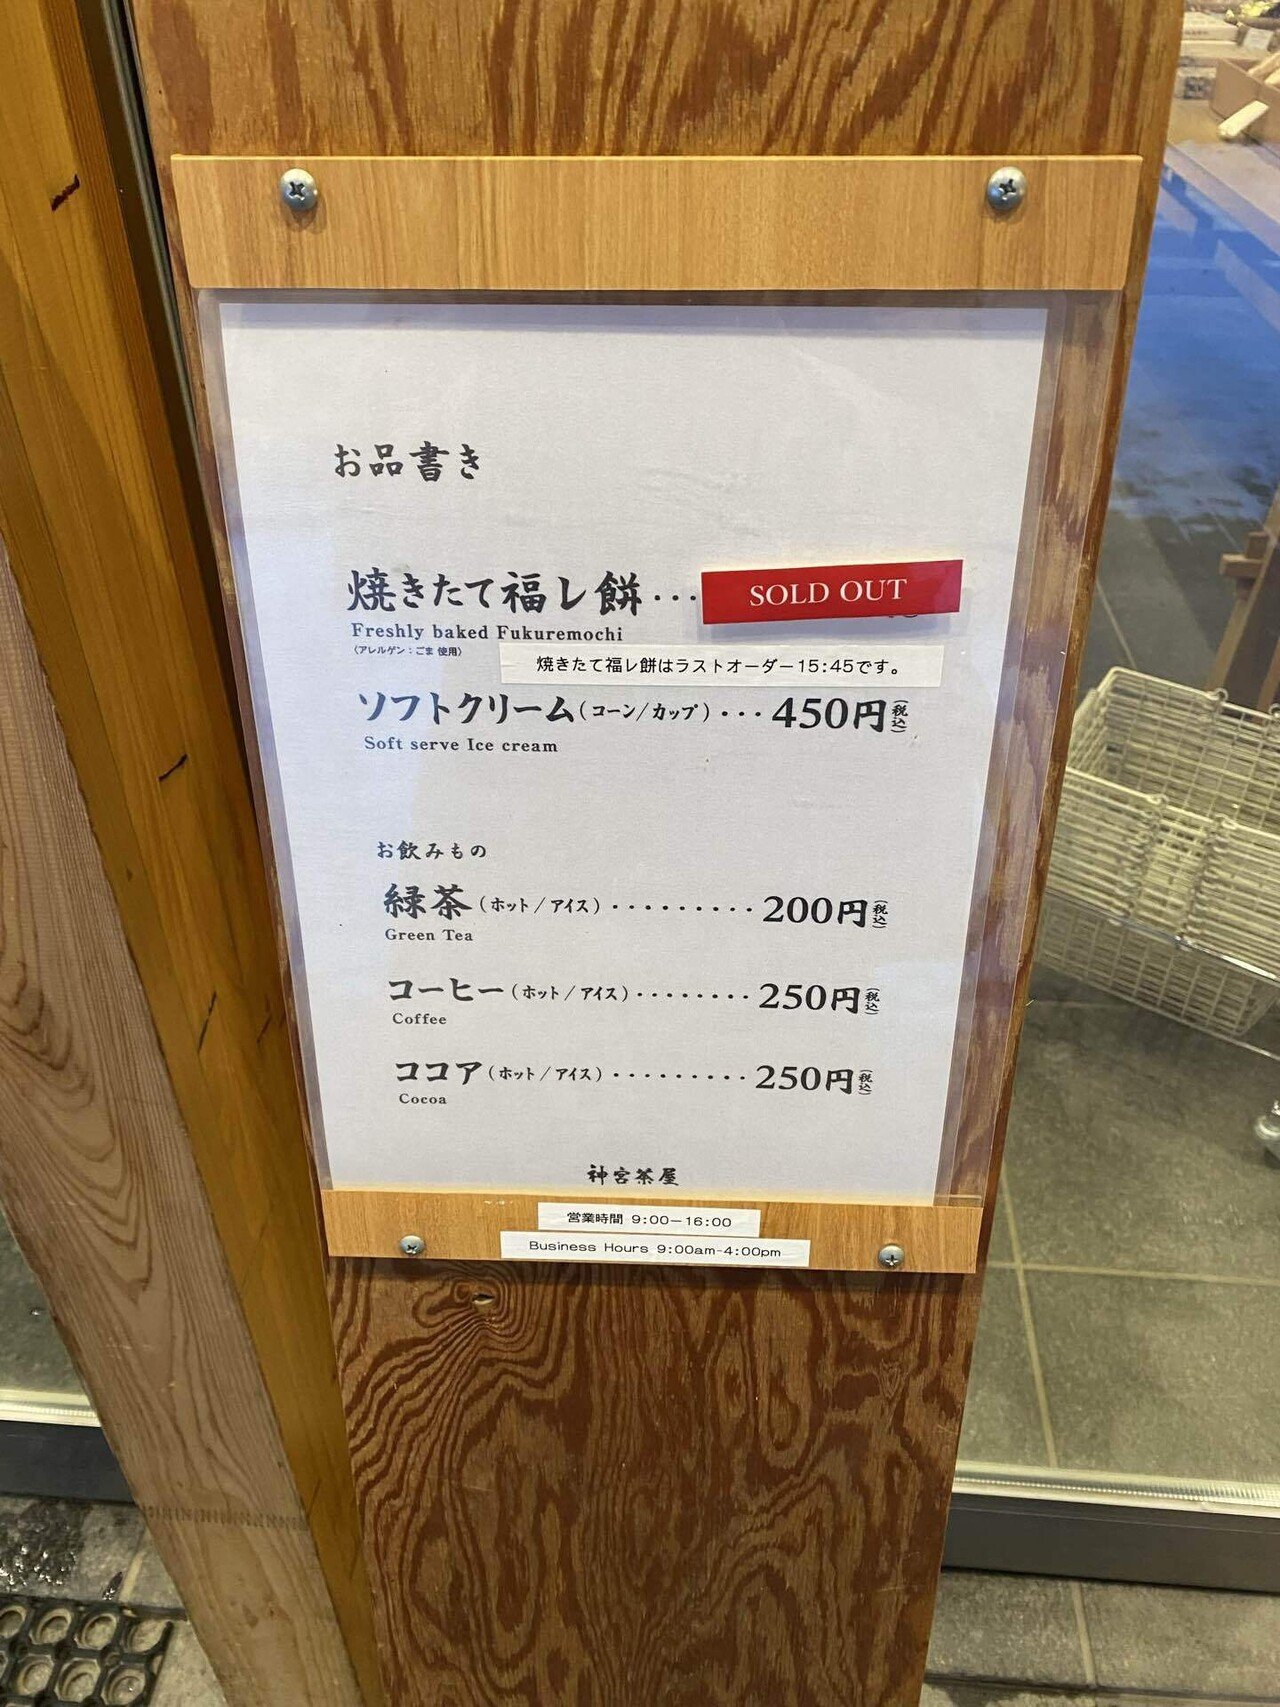 お品書き
焼きたて福レ餅･･･ SOLD OUT
Freshly baked Fukuremochi
（アレルゲン：ごま 使用）
焼きたて福レ餅はラストオーダー15:45です。
ソフトクリーム（コーン/カップ）･･･450円（税込）
Soft serve Ice cream
お飲みもの
緑茶（ホット/アイス）･････････200円（税込）
Green Tea
コーヒー（ホット/アイス）････････250円（税込）
Coffee
ココア（ホット/アイス）･････････250円（税込）
Cocoa
神宮茶屋
営業時間 9:00－16:00
Business Hours 9:00am-4:00pm